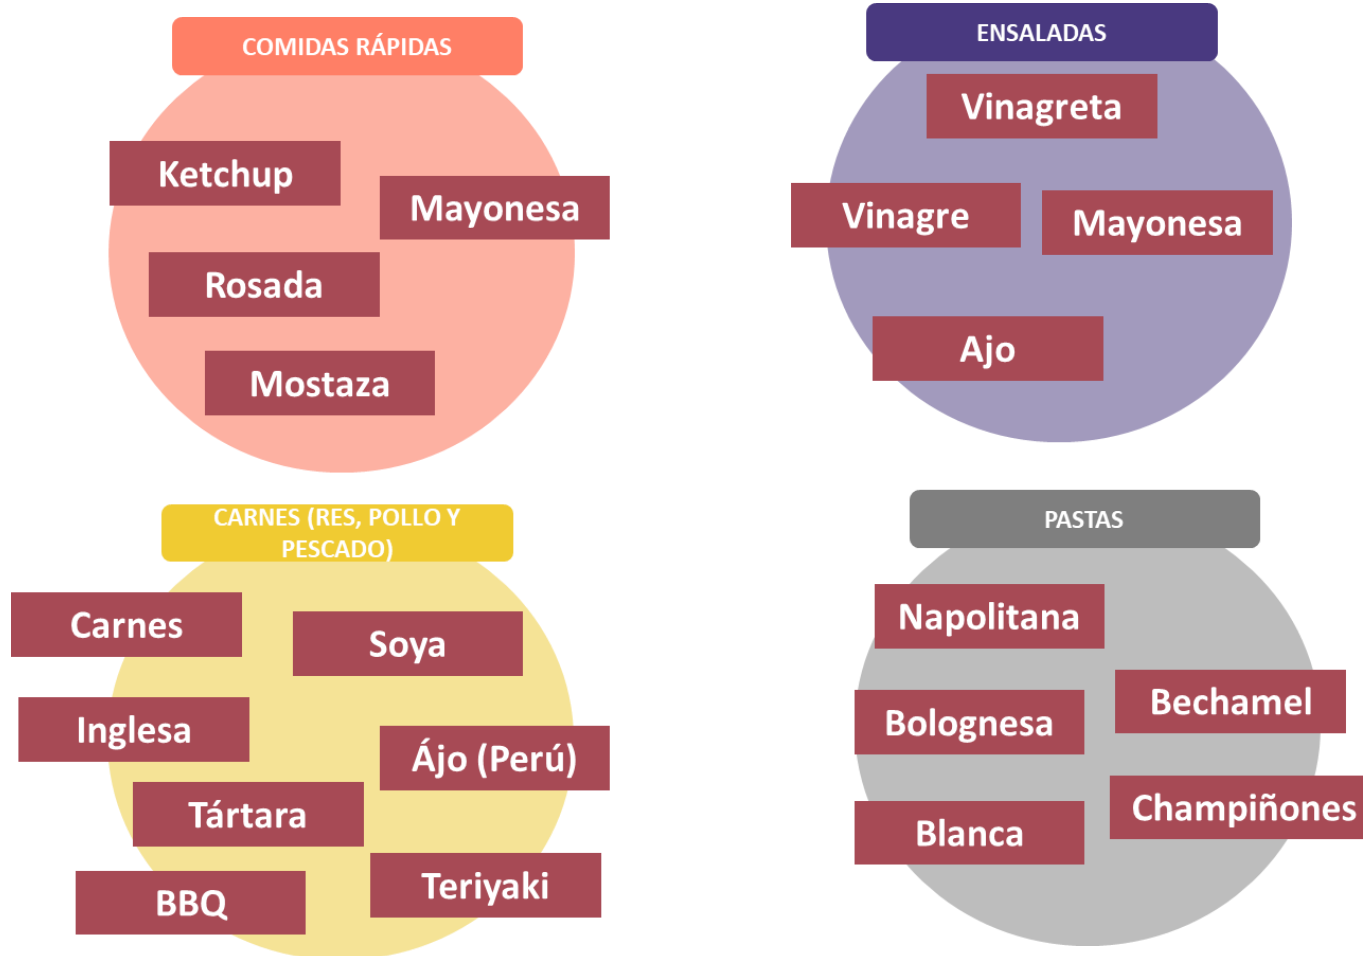 COMIDAS RÁPIDAS
Ketchup
Mayonesa
Rosada
Mostaza
ENSALADAS
Vinagreta
Vinagre
Mayonesa
Ajo
CARNES (RES, POLLO Y
PESCADO)
Carnes
Soya
Inglesa
Ájo (Perú)
Tártara
BBQ
Teriyaki
PASTAS
Napolitana
Bechamel
Bolognesa
Champiñones
Blanca